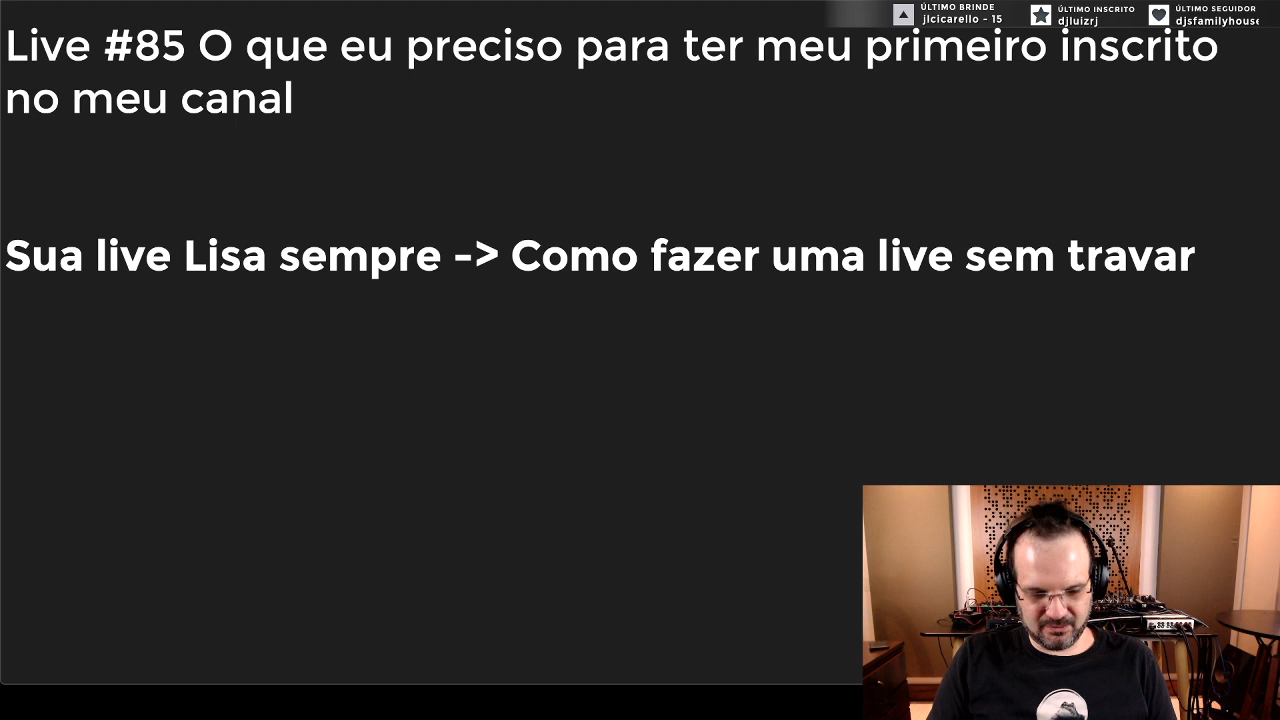 ÚLTIMO BRINDE
jlcicarello - 15
ÚLTIMO INSCRITO
djluizrj
ÚLTIMO SEGUIDOR
djsfamilyhouse
Live #85 O que eu preciso para ter meu primeiro inscrito
no meu canal
Sua live Lisa sempre -> Como fazer uma live sem travar